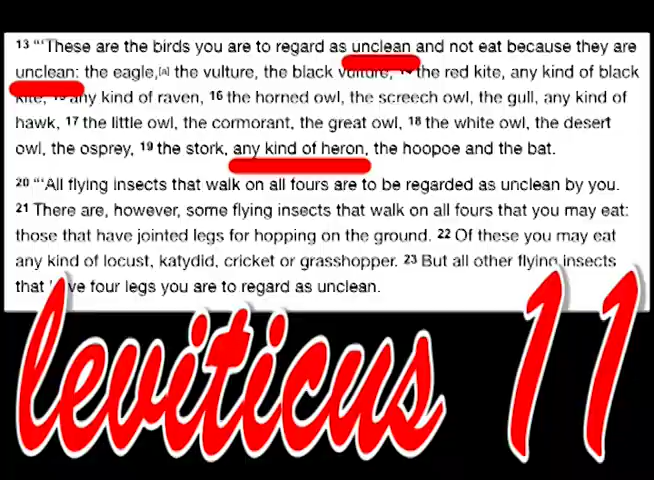 13 “‘These are the birds you are to regard as unclean and not eat because they are
unclean: the eagle,[a] the vulture, the black vulture, 14 the red kite, any kind of black
kite, 15 any kind of raven, 16 the horned owl, the screech owl, the gull, any kind of
hawk, 17 the little owl, the cormorant, the great owl, 18 the white owl, the desert
owl, the osprey, 19 the stork, any kind of heron, the hoopoe and the bat.
20 “‘All flying insects that walk on all fours are to be regarded as unclean by you.
21 There are, however, some flying insects that walk on all fours that you may eat:
those that have jointed legs for hopping on the ground. 22 Of these you may eat
any kind of locust, katydid, cricket or grasshopper. 23 But all other flying insects
that have four legs you are to regard as unclean.
leviticus 11